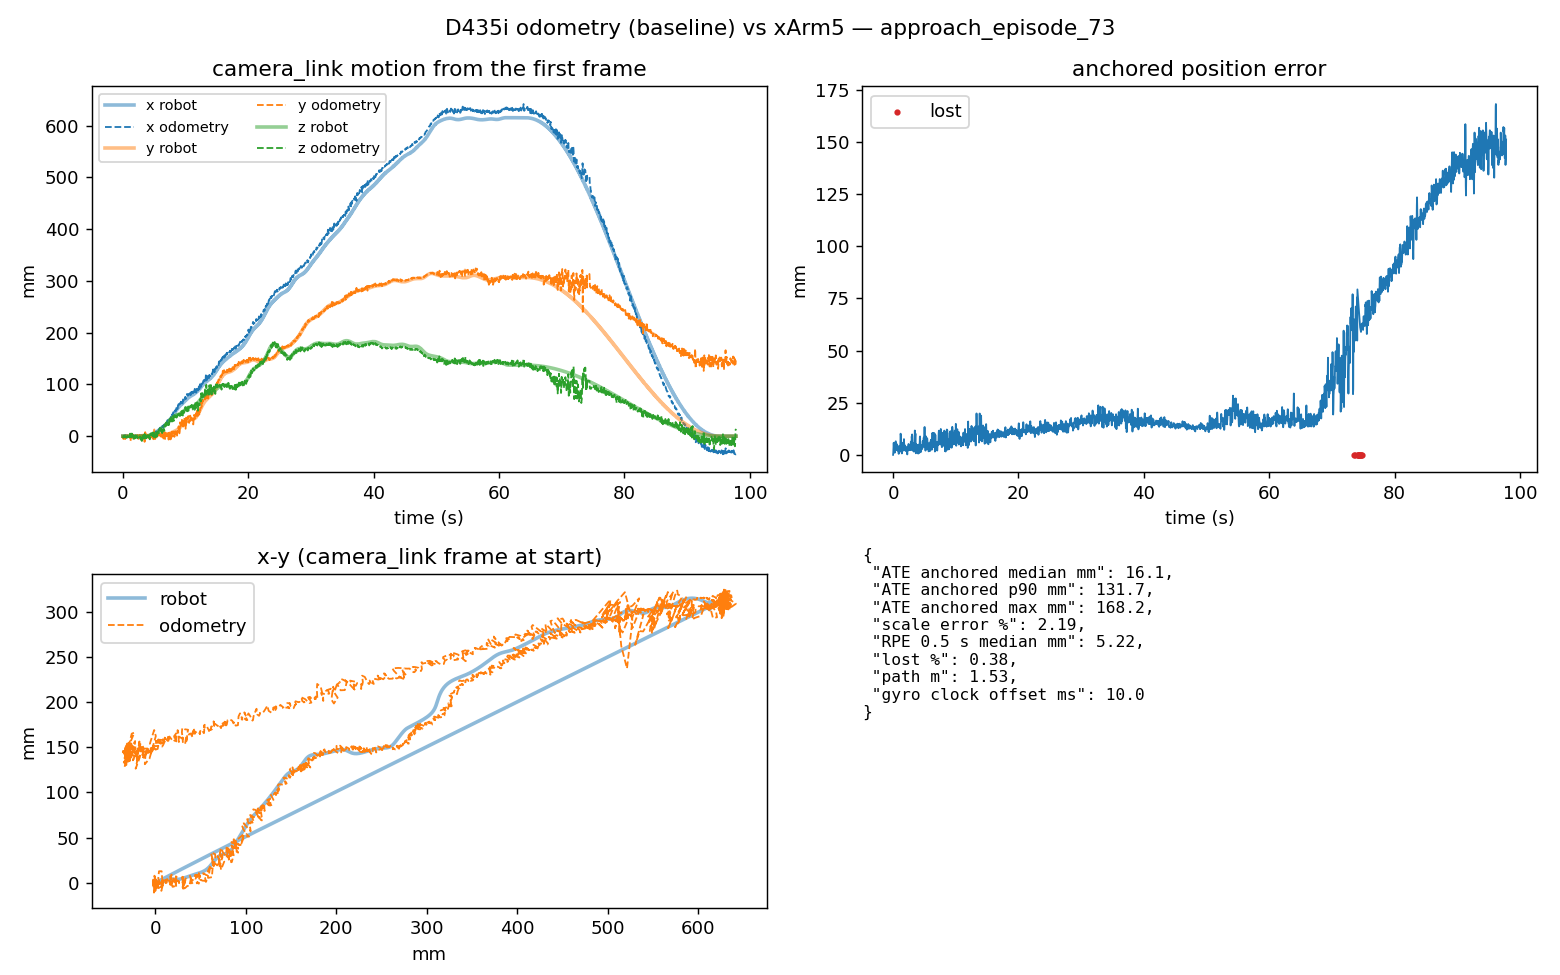 D435i odometry (baseline) vs xArm5 — approach_episode_73
camera_link motion from the first frame
x robot
x odometry
y robot
y odometry
z robot
z odometry
600
500
400
300
200
100
0
mm
0 20 40 60 80 100
time (s)
anchored position error
lost
175
150
125
100
75
50
25
0
mm
0 20 40 60 80 100
time (s)
x-y (camera_link frame at start)
robot
odometry
300
250
200
150
100
50
0
mm
0 100 200 300 400 500 600
mm
{
"ATE anchored median mm": 16.1,
"ATE anchored p90 mm": 131.7,
"ATE anchored max mm": 168.2,
"scale error %": 2.19,
"RPE 0.5 s median mm": 5.22,
"lost %": 0.38,
"path m": 1.53,
"gyro clock offset ms": 10.0
}